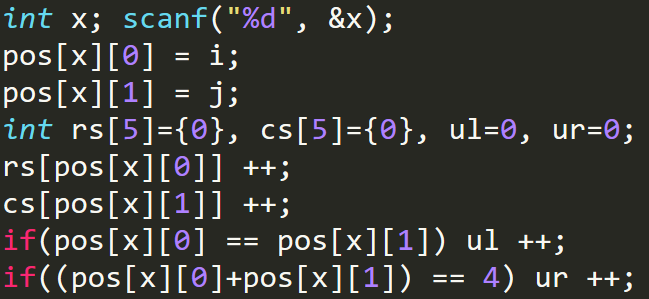 int x; scanf("%d", &x);
pos[x][0] = i;
pos[x][1] = j;
int rs[5]={0}, cs[5]={0}, ul=0, ur=0;
rs[pos[x][0]] ++;
cs[pos[x][1]] ++;
if(pos[x][0] == pos[x][1]) ul ++;
if((pos[x][0]+pos[x][1]) == 4) ur ++;